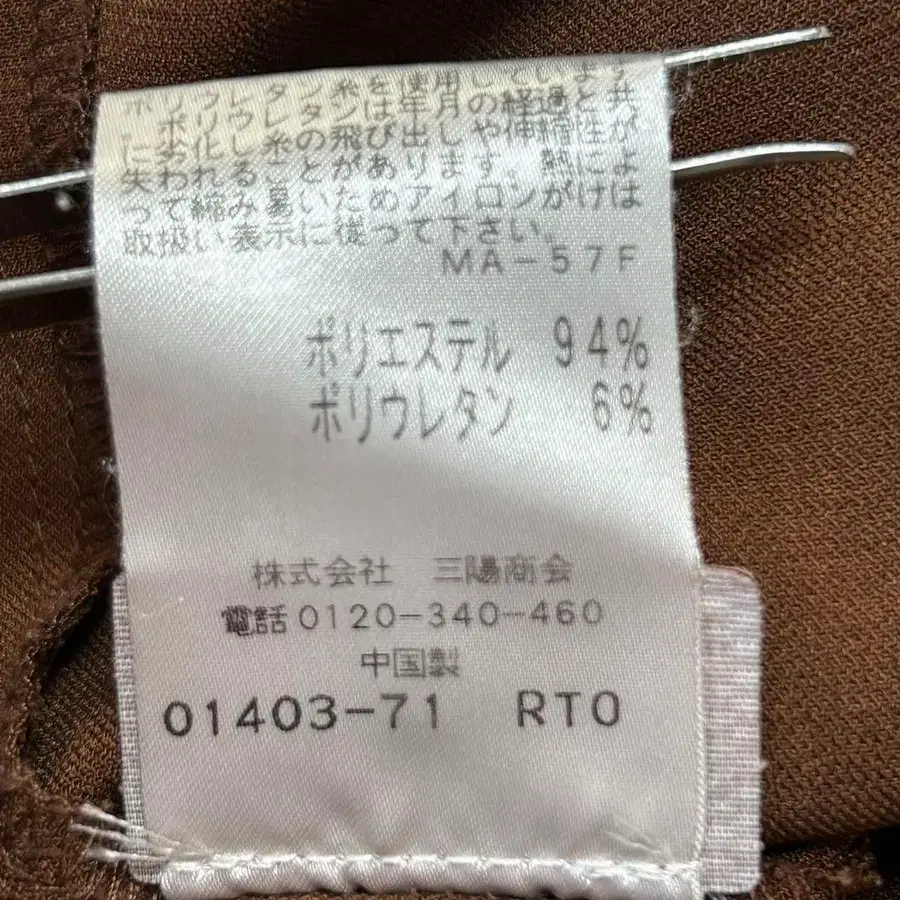 ポリウレタン糸を使用しています
ポリウレタンは年月の経過と共
に劣化し糸の飛び出しや伸縮性が
失われることがあります。熱によ
って縮み易いためアイロンがけは
取扱い表示に従って下さい。
MA-57F
ポリエステル 94%
ポリウレタン 6%
株式会社 三陽商会
電話0120-340-460
中国製
01403-71 RTO